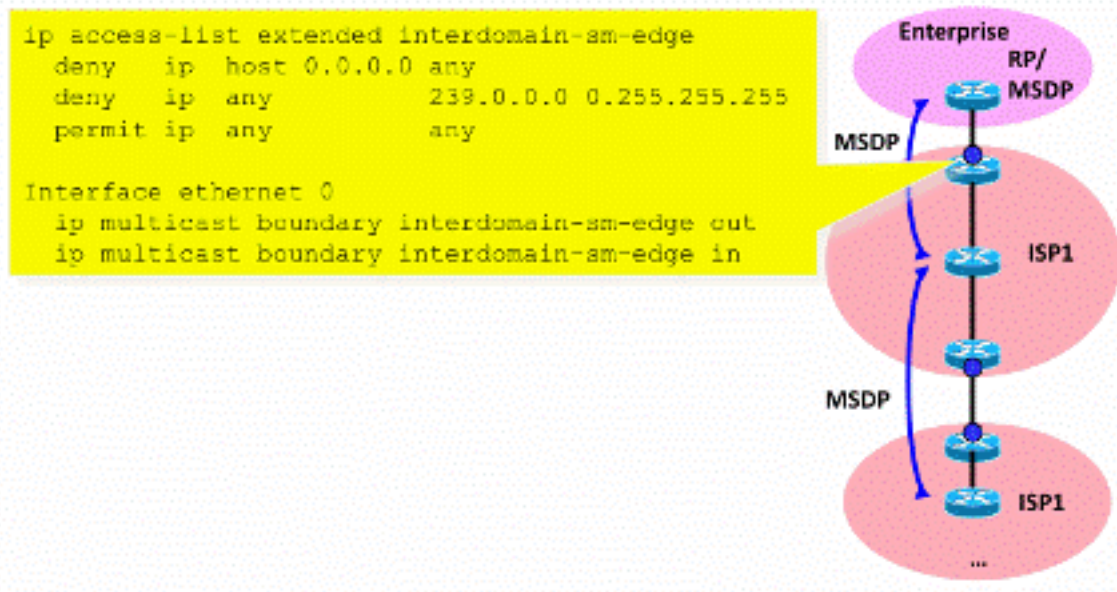 ip access-list extended interdomain-sm-edge
deny ip host 0.0.0.0 any
deny ip any 239.0.0.0 0.255.255.255
permit ip any any
Interface ethernet 0
ip multicast boundary interdomain-sm-edge out
ip multicast boundary interdomain-sm-edge in
Enterprise
RP/
MSDP
MSDP
ISP1
MSDP
ISP1
...